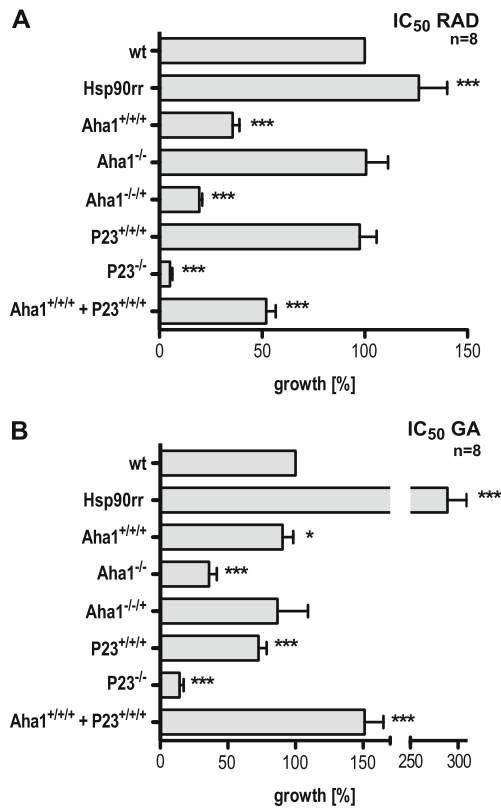 A
IC50 RAD
n=8
wt
Hsp90rr ***
Aha1+/+/+ ***
Aha1-/-
Aha1-/-/+ ***
P23+/+/+
P23-/- ***
Aha1+/+/+ + P23+/+/+ ***
0 50 100 150
growth [%]
B
IC50 GA
n=8
wt
Hsp90rr ***
Aha1+/+/+ *
Aha1-/- ***
Aha1-/-/+
P23+/+/+ ***
P23-/- ***
Aha1+/+/+ + P23+/+/+ ***
0 50 100 150 250 300
growth [%]